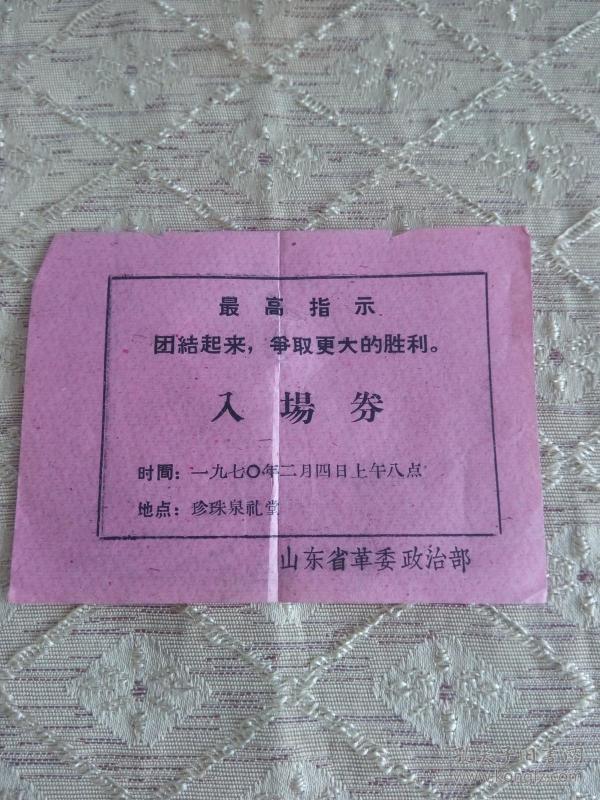 最高指示
团結起来，爭取更大的胜利。
入場券
时間：一九七〇年二月四日上午八点
地点：珍珠泉礼堂
山东省革委政治部